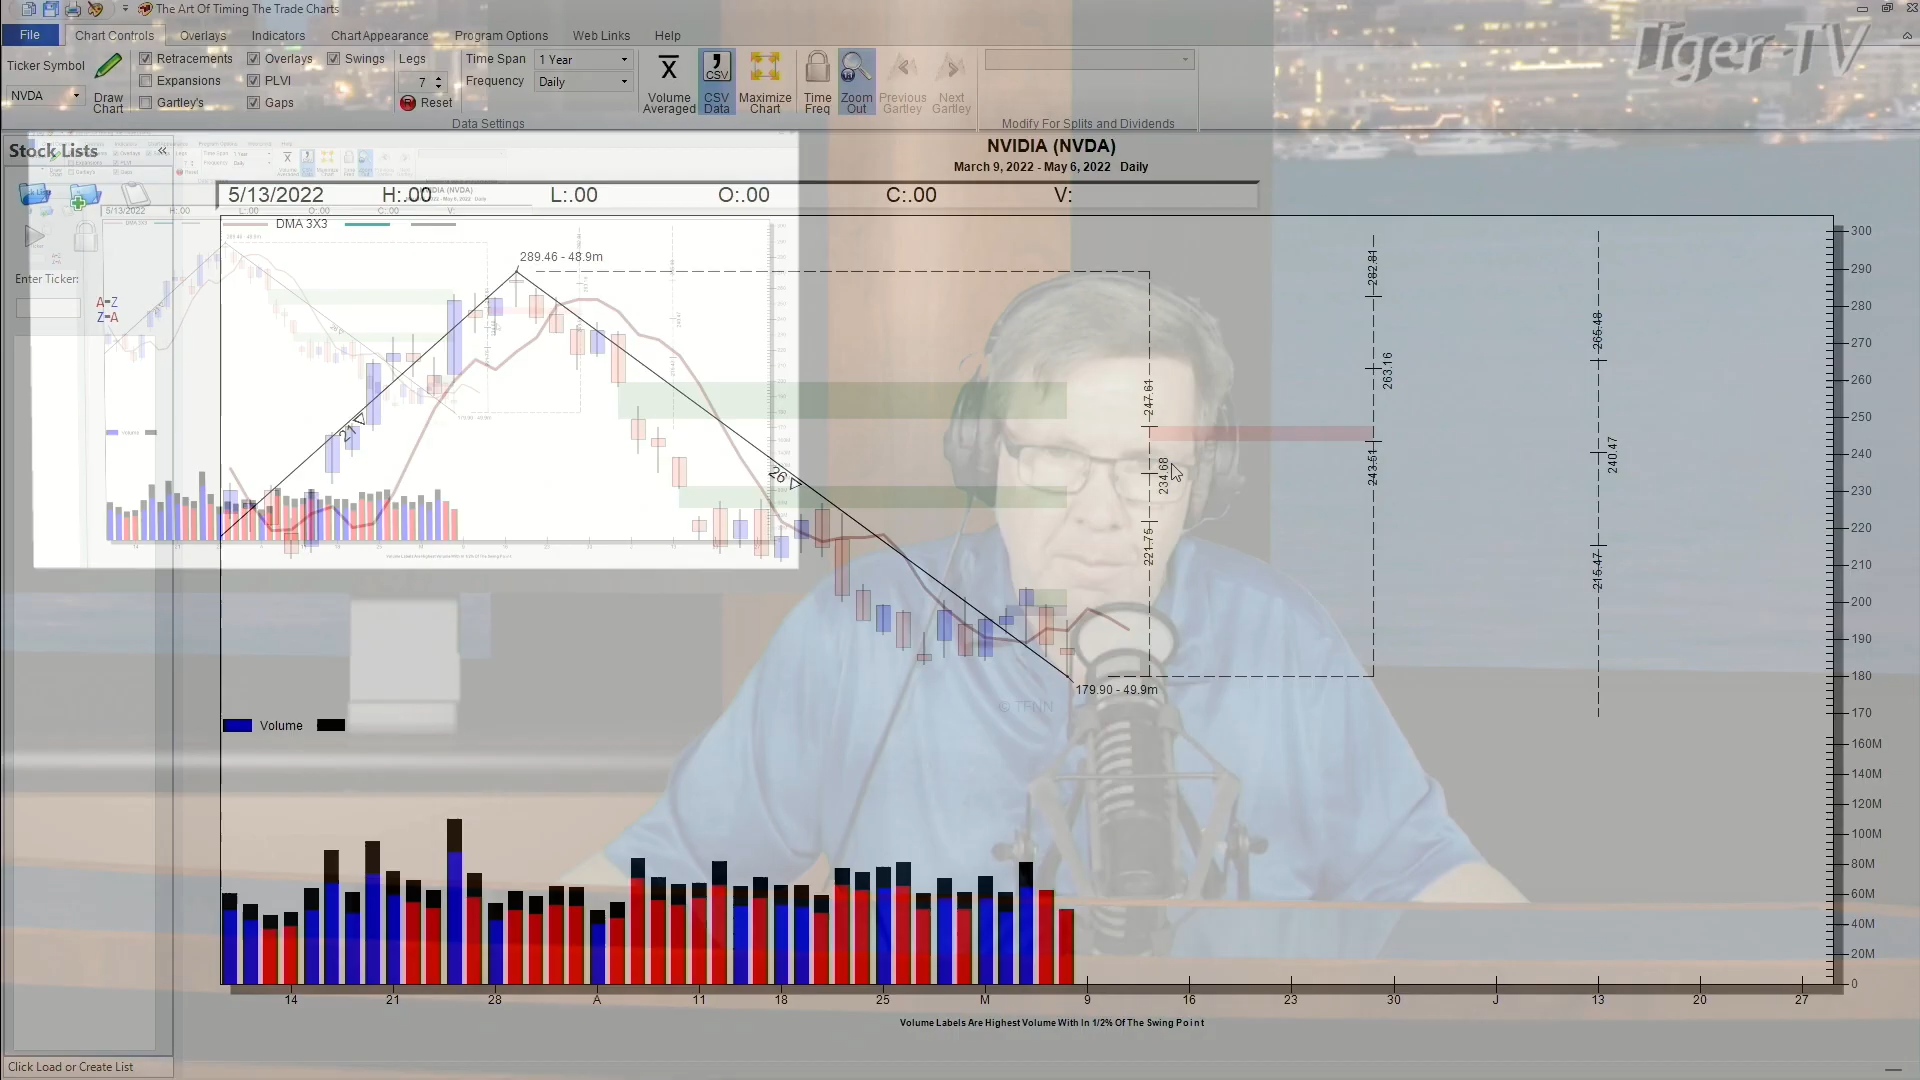 The Art Of Timing The Trade Charts
Tiger-TV
File
Chart Controls
Overlays
Indicators
Chart Appearance
Program Options
Web Links
Help
Ticker Symbol
NVDA
Draw
Chart
Retracements
Expansions
Gartley's
Overlays
PLVI
Gaps
Swings
Legs
7
Reset
Time Span
1 Year
Frequency
Daily
Data Settings
Volume
Averaged
CSV
CSV
Data
Maximize
Chart
Time
Freq
Zoom
Out
Previous
Gartley
Next
Gartley
Modify For Splits and Dividends
Stock Lists
Enter Ticker:
A=Z
Z=A
NVIDIA (NVDA)
March 9, 2022 - May 6, 2022 Daily
5/13/2022 H:.00 L:.00 O:.00 C:.00 V:
DMA 3X3
289.46 - 48.9m
21
26
179.90 - 49.9m
© TFNN
247.61
234.68
221.75
282.81
263.16
243.51
265.48
240.47
215.47
300
290
280
270
260
250
240
230
220
210
200
190
180
170
160M
140M
120M
100M
80M
60M
40M
20M
0
Volume
14 21 28 A 11 18 25 M 9 16 23 30 J 13 20 27
Volume Labels Are Highest Volume With In 1/2% Of The Swing Point
Click Load or Create List